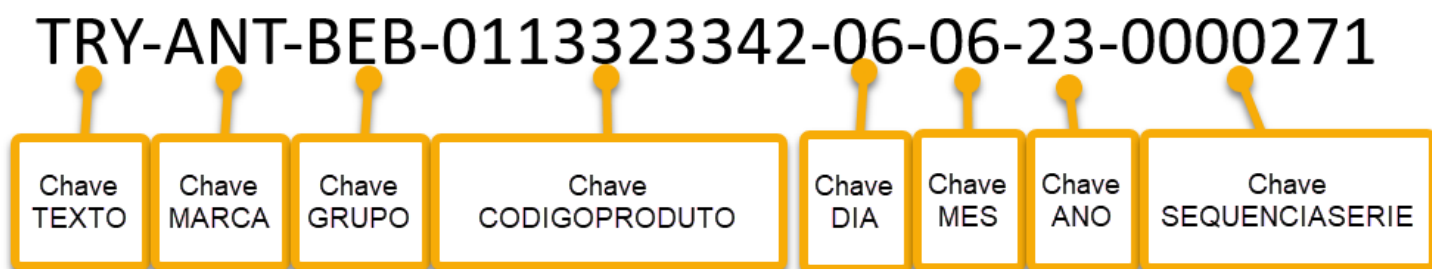 TRY-ANT-BEB-0113323342-06-06-23-0000271
Chave
TEXTO
Chave
MARCA
Chave
GRUPO
Chave
CODIGOPRODUTO
Chave
DIA
Chave
MES
Chave
ANO
Chave
SEQUENCIASERIE